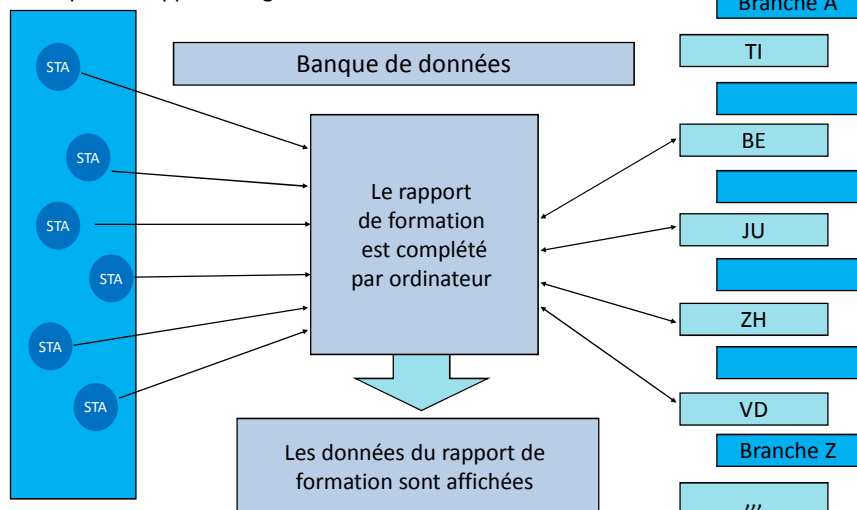 Branche A
STA
STA
STA
STA
STA
STA
Banque de données
Le rapport
de formation
est complété
par ordinateur
Les données du rapport de
formation sont affichées
TI
BE
JU
ZH
VD
Branche Z
,,,